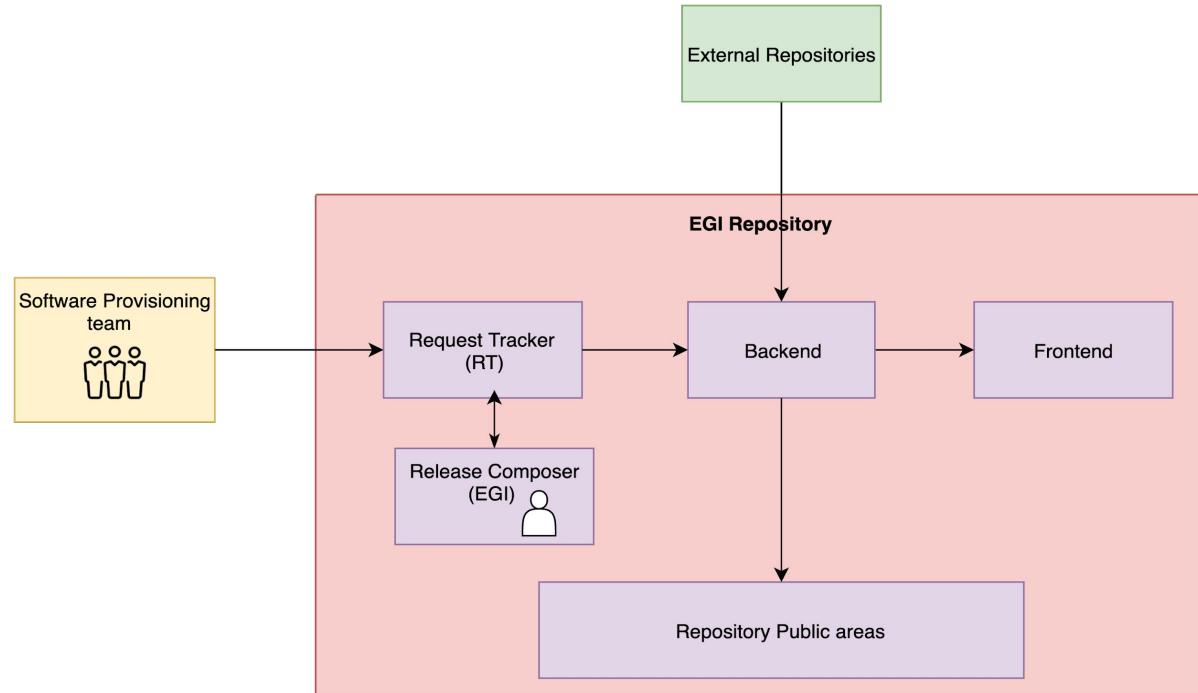 External Repositories
EGI Repository
Software Provisioning
team
Request Tracker
(RT)
Backend
Frontend
Release Composer
(EGI)
Repository Public areas